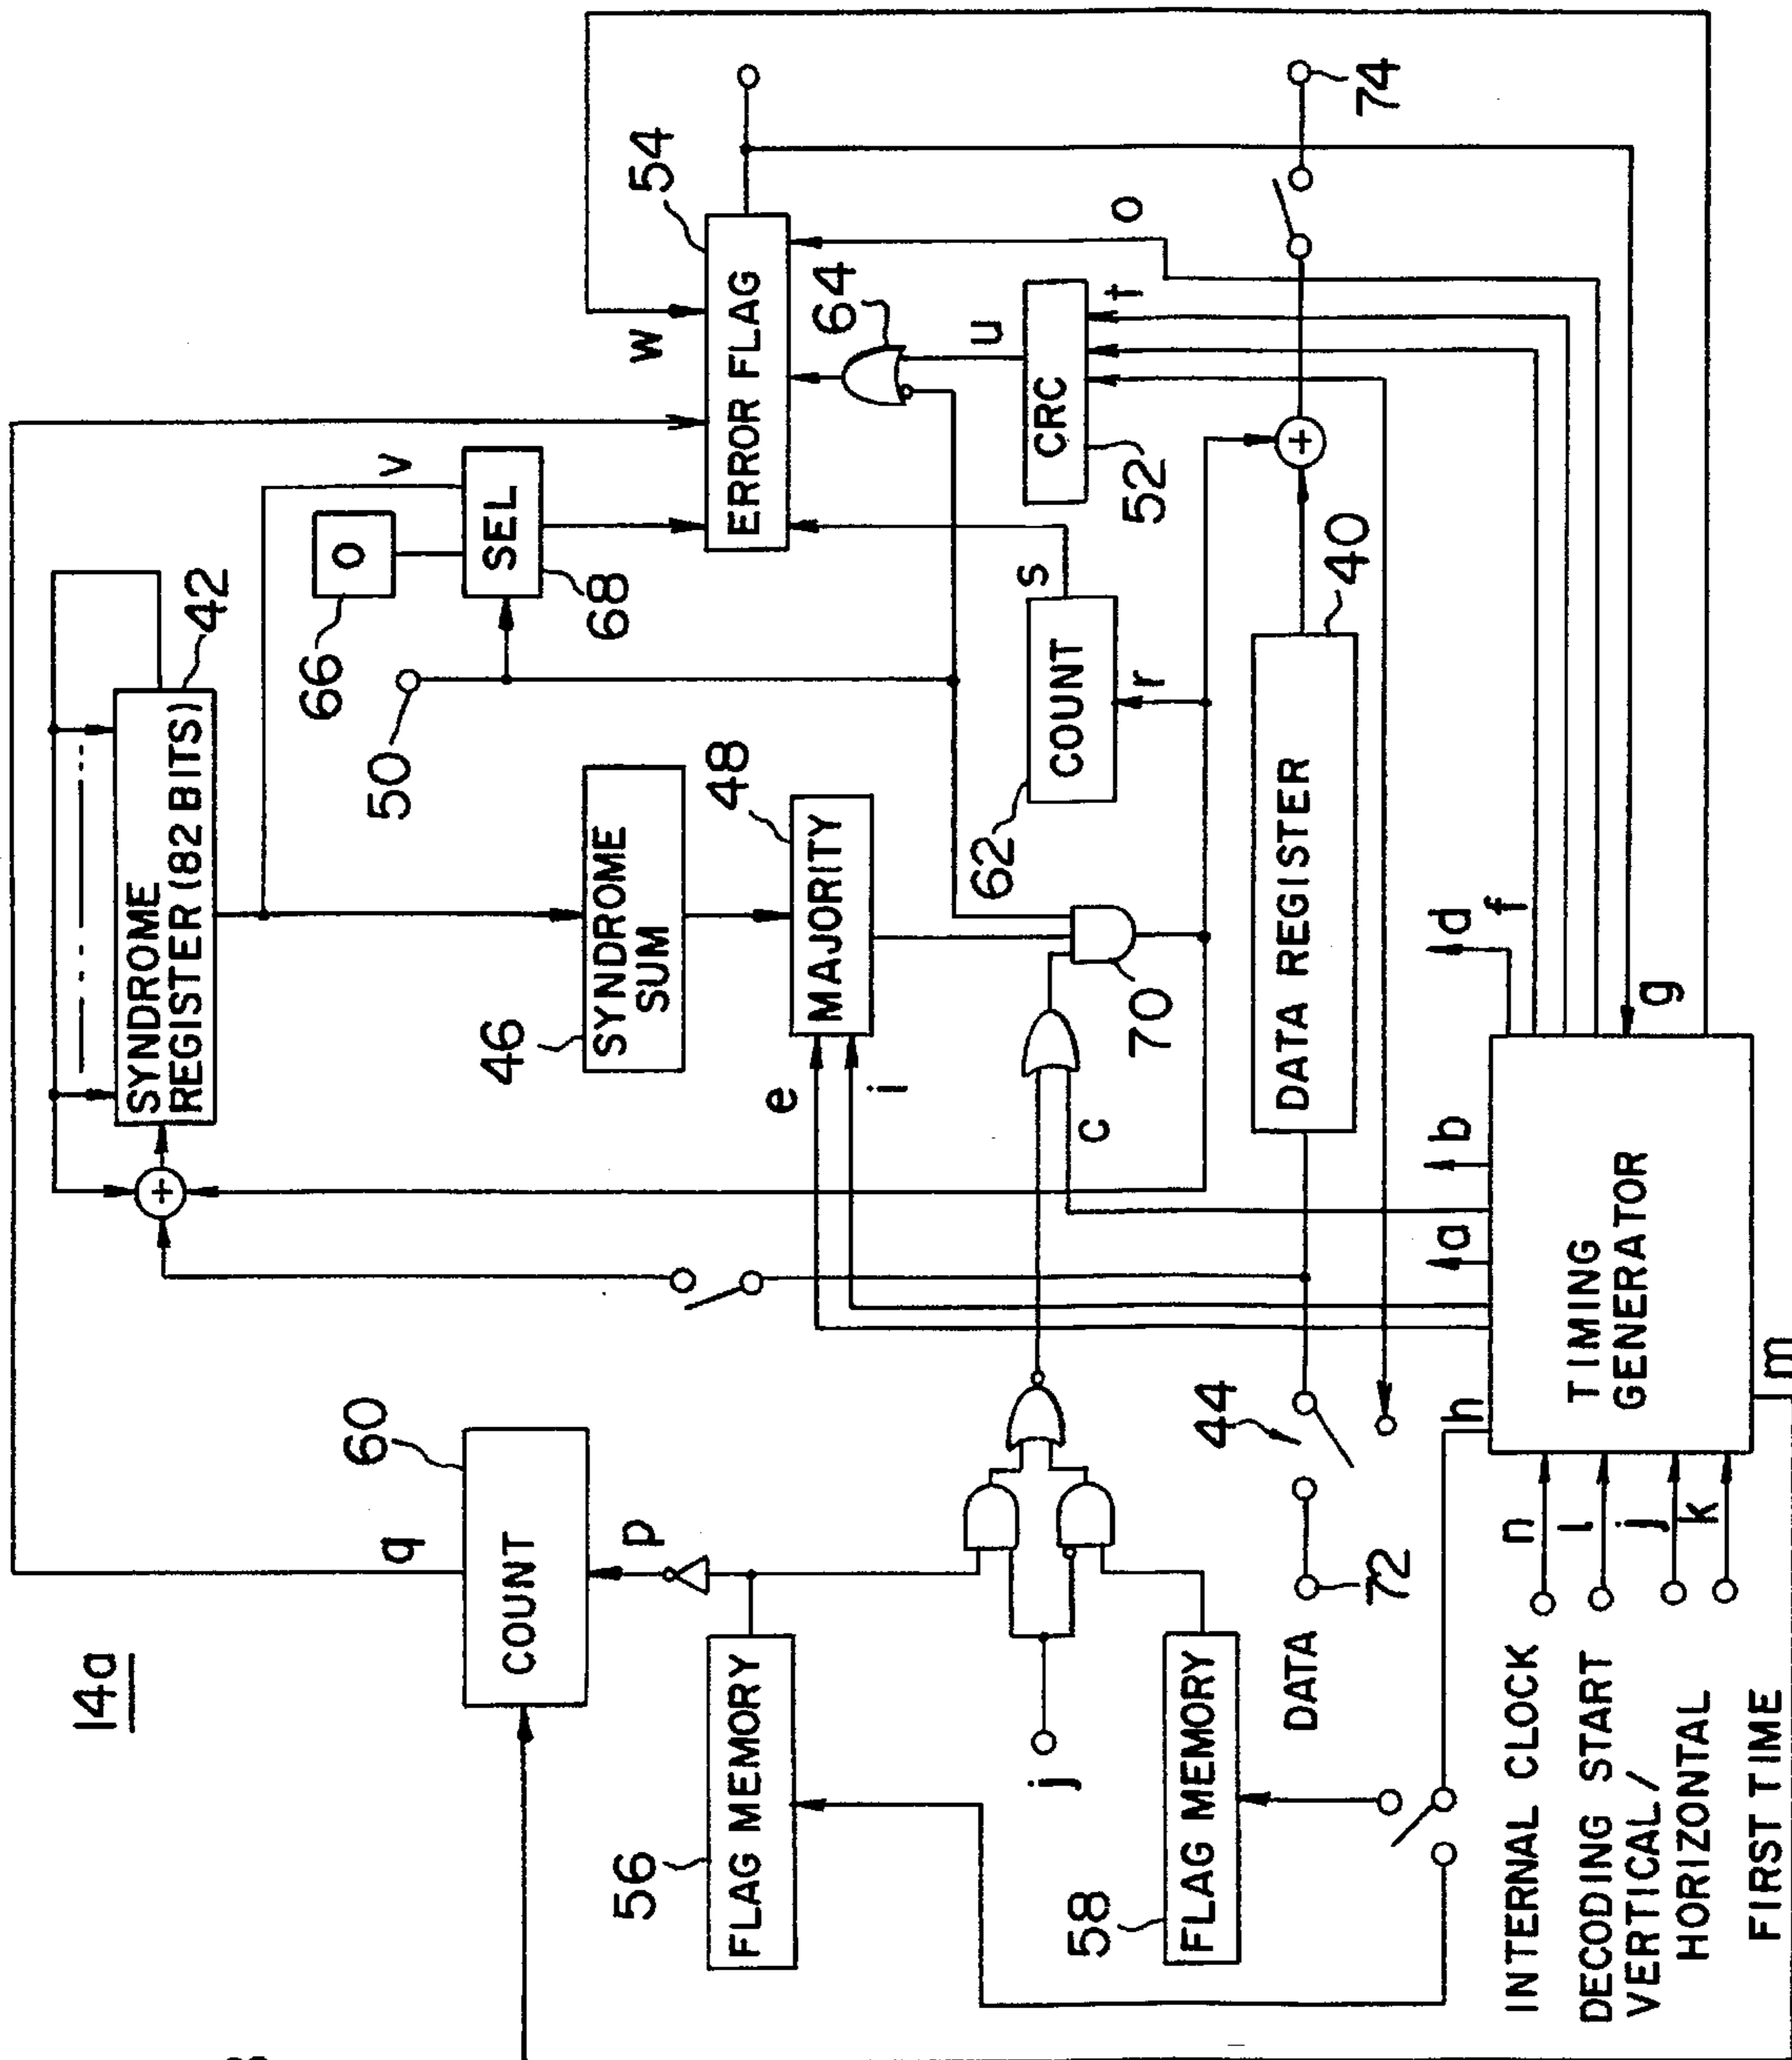 14a
60
COUNT
q
p
56
FLAG MEMORY
58
FLAG MEMORY
j
DATA
72
44
INTERNAL CLOCK
DECODING START
VERTICAL/
HORIZONTAL
FIRST TIME
n
l
j
k
h
m
TIMING
GENERATOR
a
b
d
f
g
SYNDROME
REGISTER (82 BITS)
42
46
SYNDROME
SUM
48
MAJORITY
e
i
c
70
50
66
0
v
SEL
68
62
COUNT
s
r
DATA REGISTER
40
54
ERROR FLAG
w
64
u
CRC
52
t
o
74